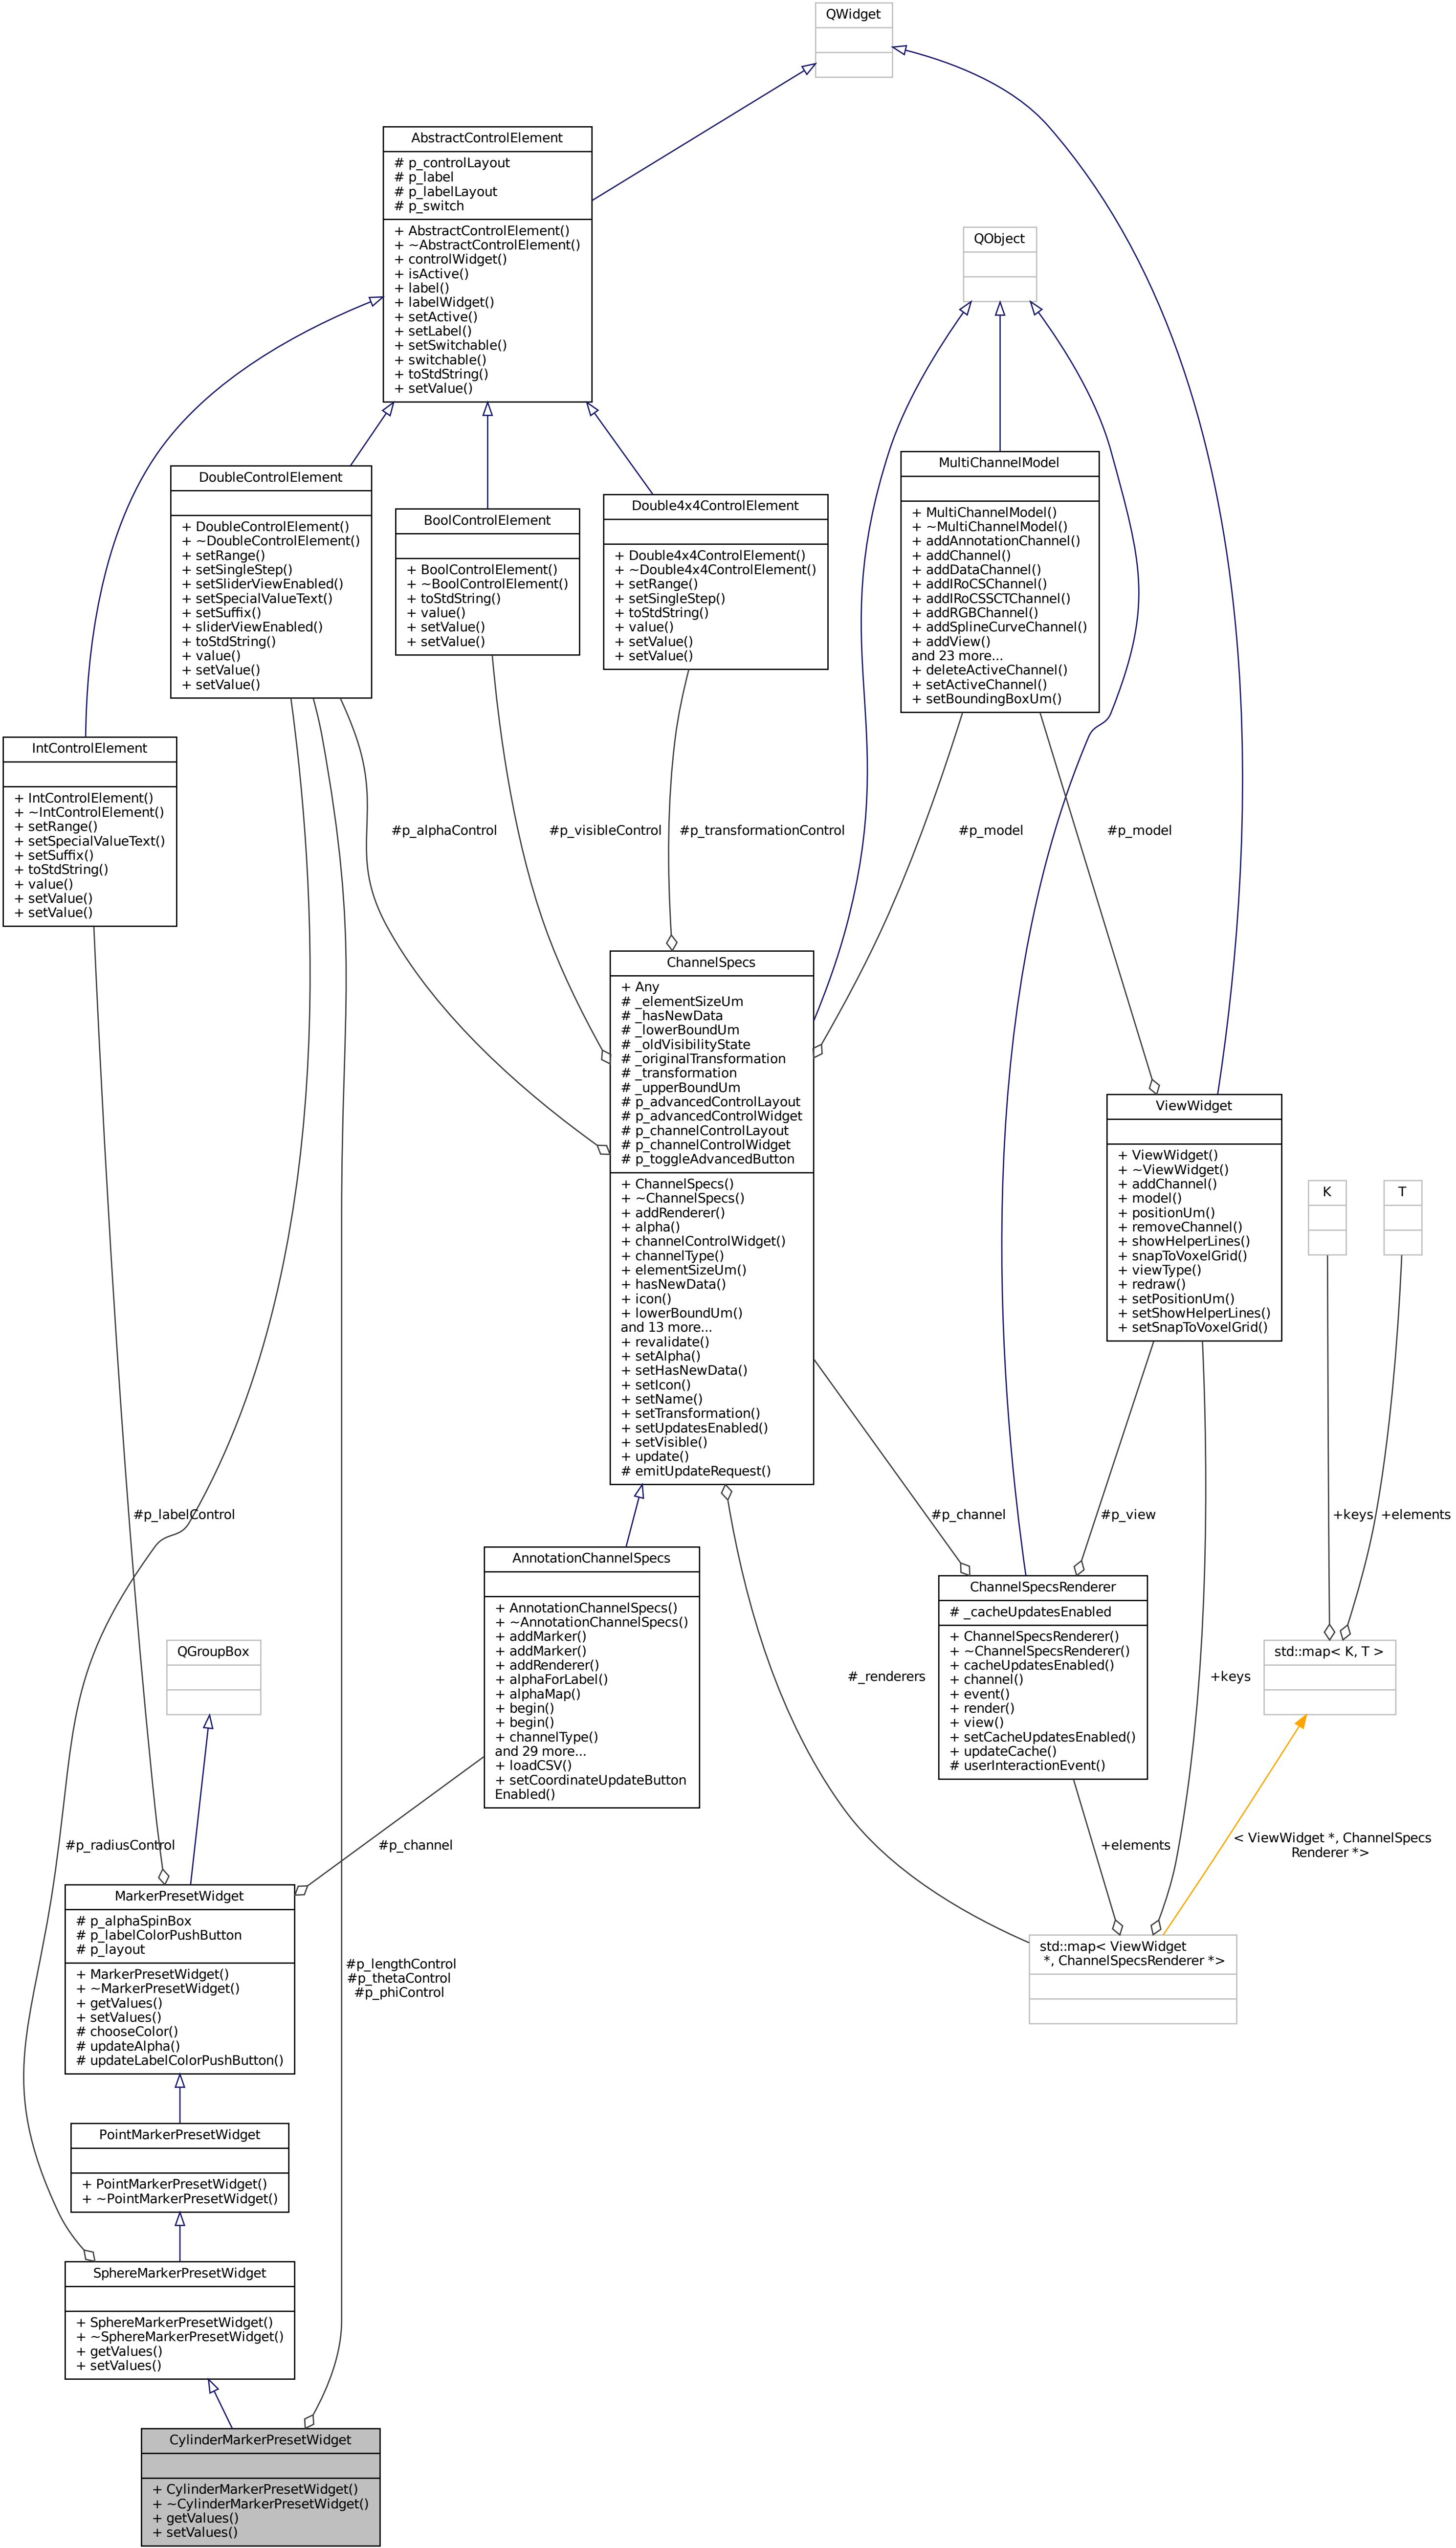 QWidget
AbstractControlElement
# p_controlLayout
# p_label
# p_labelLayout
# p_switch
+ AbstractControlElement()
+ ~AbstractControlElement()
+ controlWidget()
+ isActive()
+ label()
+ labelWidget()
+ setActive()
+ setLabel()
+ setSwitchable()
+ switchable()
+ toStdString()
+ setValue()
QObject
DoubleControlElement
+ DoubleControlElement()
+ ~DoubleControlElement()
+ setRange()
+ setSingleStep()
+ setSliderViewEnabled()
+ setSpecialValueText()
+ setSuffix()
+ sliderViewEnabled()
+ toStdString()
+ value()
+ setValue()
+ setValue()
BoolControlElement
+ BoolControlElement()
+ ~BoolControlElement()
+ toStdString()
+ value()
+ setValue()
+ setValue()
Double4x4ControlElement
+ Double4x4ControlElement()
+ ~Double4x4ControlElement()
+ setRange()
+ setSingleStep()
+ toStdString()
+ value()
+ setValue()
+ setValue()
MultiChannelModel
+ MultiChannelModel()
+ ~MultiChannelModel()
+ addAnnotationChannel()
+ addChannel()
+ addDataChannel()
+ addIRoCSChannel()
+ addIRoCSSCTChannel()
+ addRGBChannel()
+ addSplineCurveChannel()
+ addView()
and 23 more...
+ deleteActiveChannel()
+ setActiveChannel()
+ setBoundingBoxUm()
IntControlElement
+ IntControlElement()
+ ~IntControlElement()
+ setRange()
+ setSpecialValueText()
+ setSuffix()
+ toStdString()
+ value()
+ setValue()
+ setValue()
#p_alphaControl
#p_visibleControl
#p_transformationControl
#p_model
#p_model
ChannelSpecs
+ Any
# _elementSizeUm
# _hasNewData
# _lowerBoundUm
# _oldVisibilityState
# _originalTransformation
# _transformation
# _upperBoundUm
# p_advancedControlLayout
# p_advancedControlWidget
# p_channelControlLayout
# p_channelControlWidget
# p_toggleAdvancedButton
+ ChannelSpecs()
+ ~ChannelSpecs()
+ addRenderer()
+ alpha()
+ channelControlWidget()
+ channelType()
+ elementSizeUm()
+ hasNewData()
+ icon()
+ lowerBoundUm()
and 13 more...
+ revalidate()
+ setAlpha()
+ setHasNewData()
+ setIcon()
+ setName()
+ setTransformation()
+ setUpdatesEnabled()
+ setVisible()
+ update()
# emitUpdateRequest()
ViewWidget
+ ViewWidget()
+ ~ViewWidget()
+ addChannel()
+ model()
+ positionUm()
+ removeChannel()
+ showHelperLines()
+ snapToVoxelGrid()
+ viewType()
+ redraw()
+ setPositionUm()
+ setShowHelperLines()
+ setSnapToVoxelGrid()
K
T
#p_labelControl
#p_channel
#p_view
+keys
+elements
AnnotationChannelSpecs
+ AnnotationChannelSpecs()
+ ~AnnotationChannelSpecs()
+ addMarker()
+ addMarker()
+ addRenderer()
+ alphaForLabel()
+ alphaMap()
+ begin()
+ begin()
+ channelType()
and 29 more...
+ loadCSV()
+ setCoordinateUpdateButton
Enabled()
ChannelSpecsRenderer
# _cacheUpdatesEnabled
+ ChannelSpecsRenderer()
+ ~ChannelSpecsRenderer()
+ cacheUpdatesEnabled()
+ channel()
+ event()
+ render()
+ view()
+ setCacheUpdatesEnabled()
+ updateCache()
# userInteractionEvent()
QGroupBox
#_renderers
+keys
std::map< K, T >
#p_radiusControl
#p_channel
+elements
< ViewWidget *, ChannelSpecs
Renderer *>
MarkerPresetWidget
# p_alphaSpinBox
# p_labelColorPushButton
# p_layout
+ MarkerPresetWidget()
+ ~MarkerPresetWidget()
+ getValues()
+ setValues()
# chooseColor()
# updateAlpha()
# updateLabelColorPushButton()
#p_lengthControl
#p_thetaControl
#p_phiControl
std::map< ViewWidget
*, ChannelSpecsRenderer *>
PointMarkerPresetWidget
+ PointMarkerPresetWidget()
+ ~PointMarkerPresetWidget()
SphereMarkerPresetWidget
+ SphereMarkerPresetWidget()
+ ~SphereMarkerPresetWidget()
+ getValues()
+ setValues()
CylinderMarkerPresetWidget
+ CylinderMarkerPresetWidget()
+ ~CylinderMarkerPresetWidget()
+ getValues()
+ setValues()